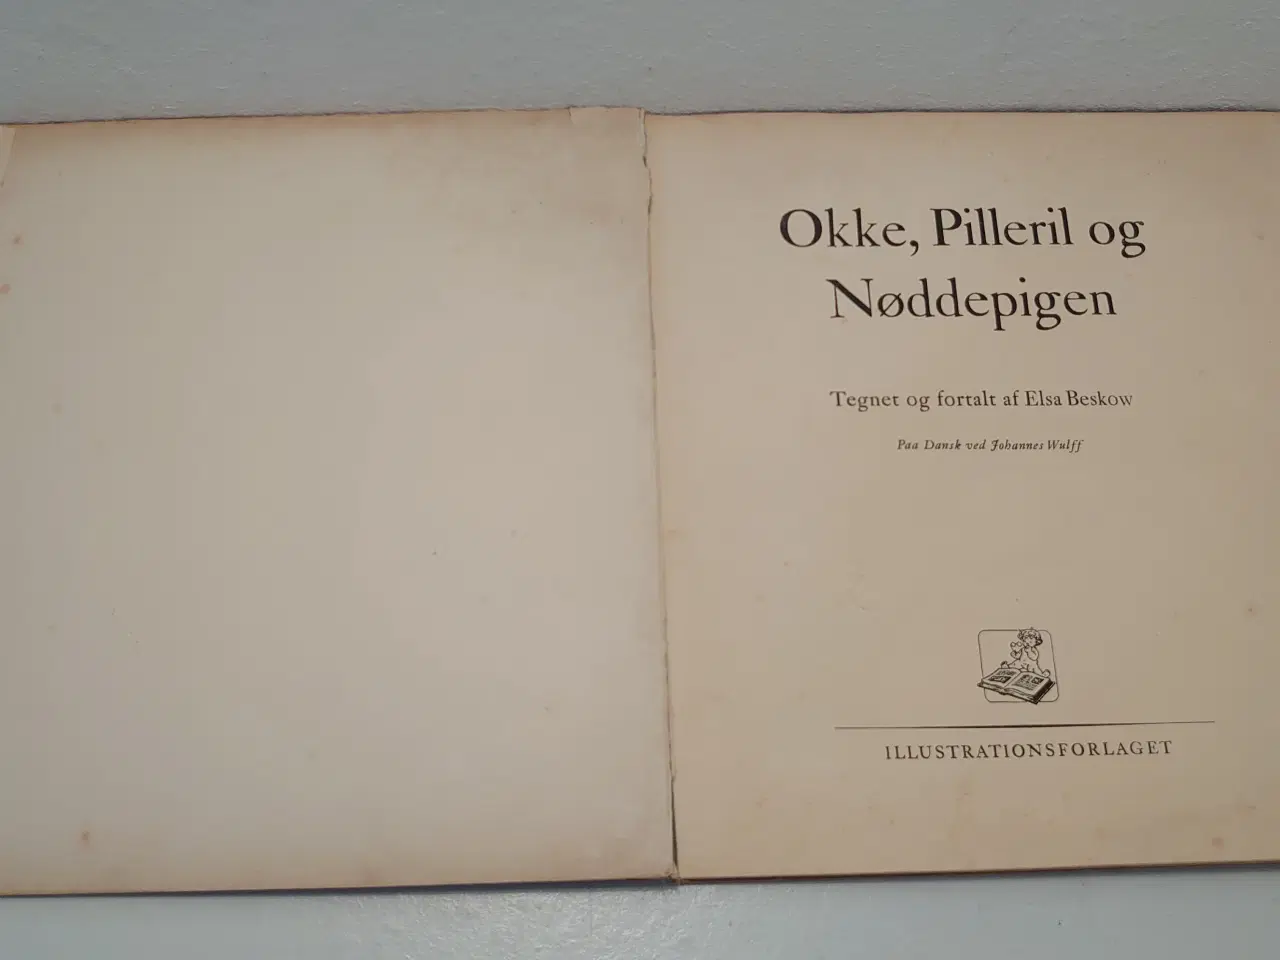 Okke, Pilleril og
Nøddepigen
Tegnet og fortalt af Elsa Beskow
Paa Dansk ved Johannes Wulff
ILLUSTRATIONSFORLAGET